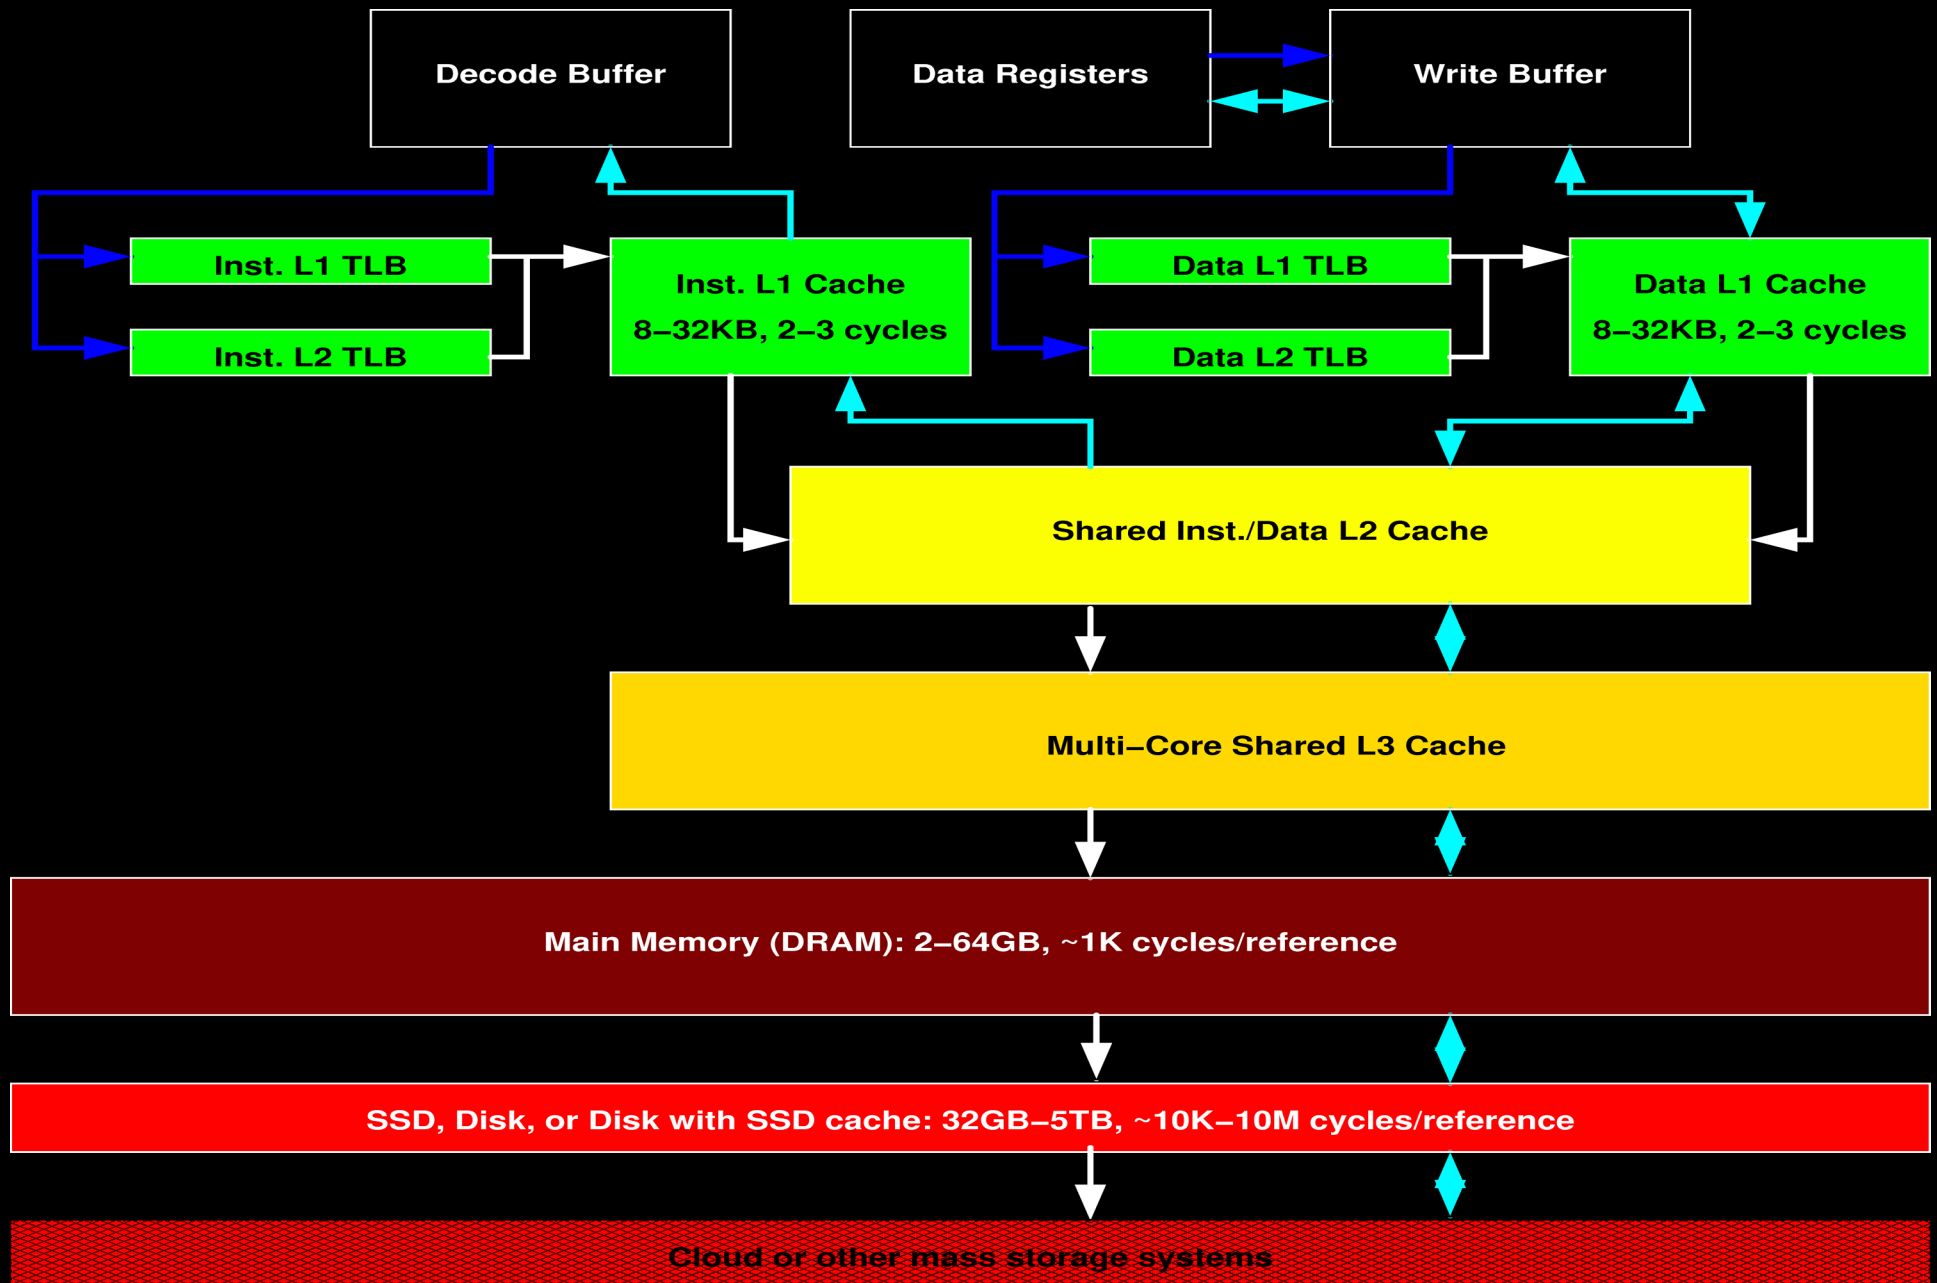 Decode Buffer
Data Registers
Write Buffer
Inst. L1 TLB
Inst. L2 TLB
Inst. L1 Cache
8–32KB, 2–3 cycles
Data L1 TLB
Data L2 TLB
Data L1 Cache
8–32KB, 2–3 cycles
Shared Inst./Data L2 Cache
Multi–Core Shared L3 Cache
Main Memory (DRAM): 2–64GB, ~1K cycles/reference
SSD, Disk, or Disk with SSD cache: 32GB–5TB, ~10K–10M cycles/reference
Cloud or other mass storage systems